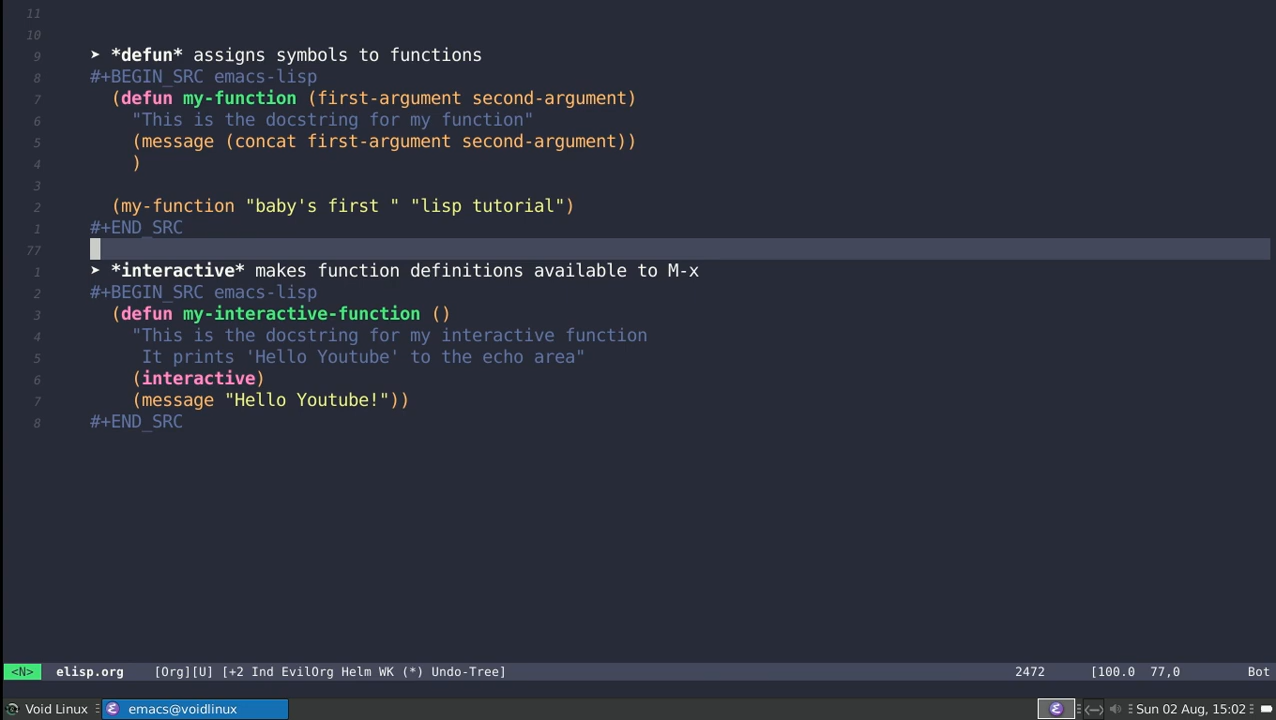 11
10
9 ➤ *defun* assigns symbols to functions
8 #+BEGIN_SRC emacs-lisp
7 (defun my-function (first-argument second-argument)
6 "This is the docstring for my function"
5 (message (concat first-argument second-argument))
4 )
3
2 (my-function "baby's first " "lisp tutorial")
1 #+END_SRC
77
1 ➤ *interactive* makes function definitions available to M-x
2 #+BEGIN_SRC emacs-lisp
3 (defun my-interactive-function ()
4 "This is the docstring for my interactive function
5 It prints 'Hello Youtube' to the echo area"
6 (interactive)
7 (message "Hello Youtube!"))
8 #+END_SRC
<N> elisp.org [Org][U] [+2 Ind EvilOrg Helm WK (*) Undo-Tree] 2472 [100.0 77,0 Bot
Void Linux emacs@voidlinux Sun 02 Aug, 15:02